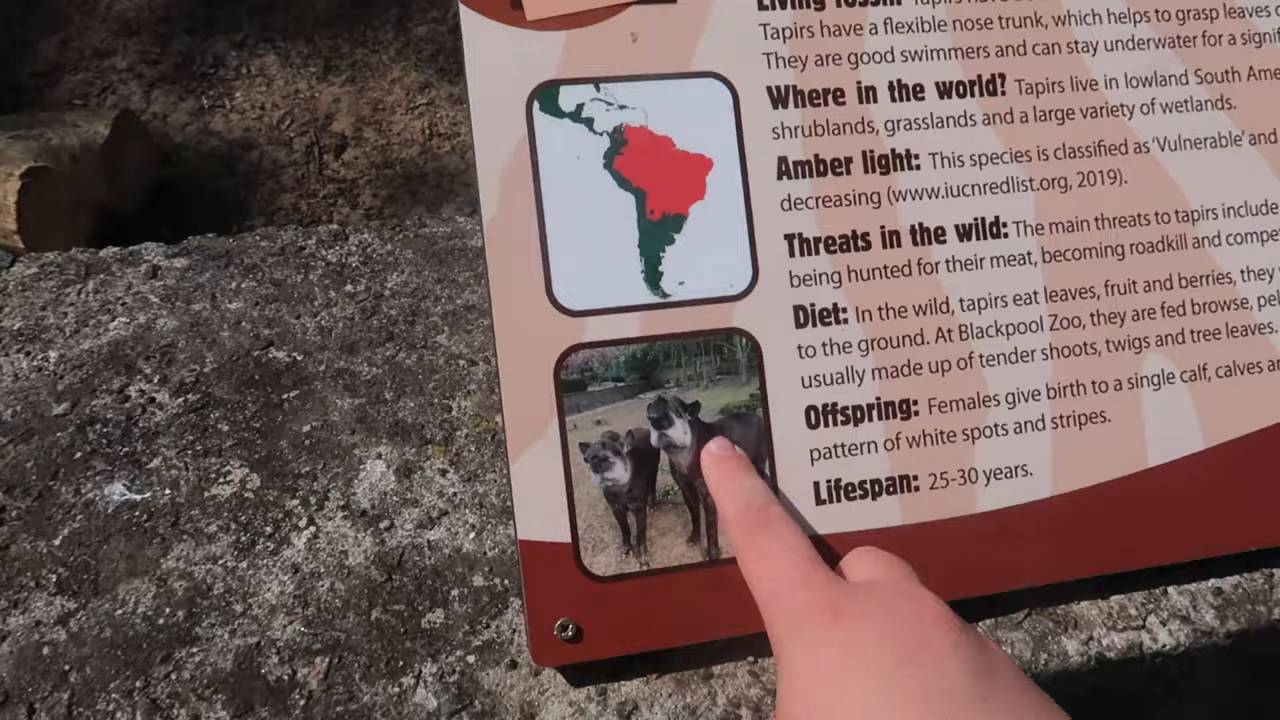 Living fossil:
Tapirs have a flexible nose trunk, which helps to grasp leaves
They are good swimmers and can stay underwater for a
Where in the world? Tapirs live in lowland South
shrublands, grasslands and a large variety of wetlands.
Amber light: This species is classified as 'Vulnerable' and
decreasing (www.iucnredlist.org, 2019).
Threats in the wild: The main threats to tapirs include
being hunted for their meat, becoming roadkill and
Diet: In the wild, tapirs eat leaves, fruit and berries, they
to the ground. At Blackpool Zoo, they are fed browse,
usually made up of tender shoots, twigs and tree leaves.
Offspring: Females give birth to a single calf, calves
pattern of white spots and stripes.
Lifespan: 25-30 years.